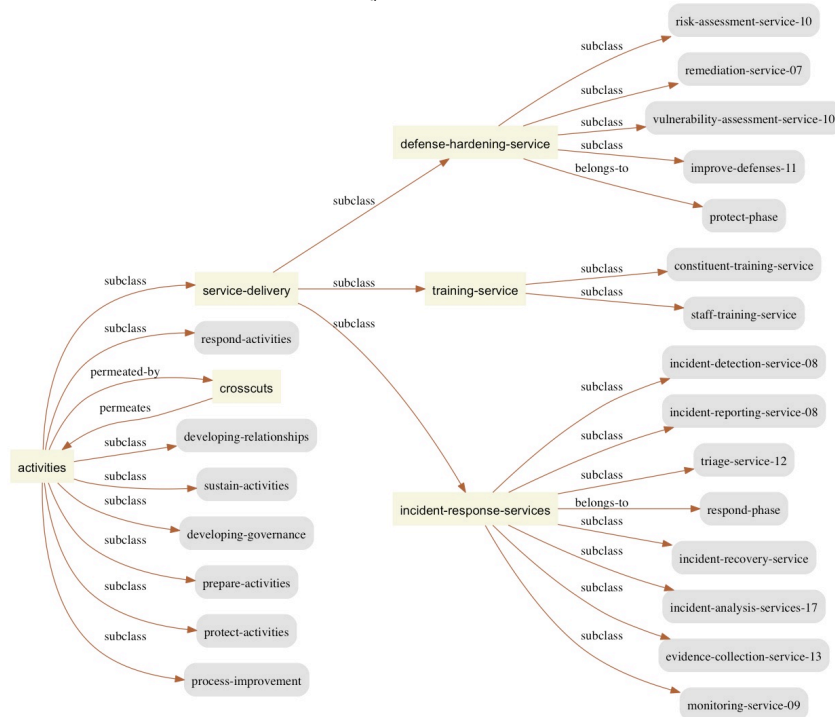 risk-assessment-service-10
subclass
remediation-service-07
subclass
subclass
vulnerability-assessment-service-10
defense-hardening-service
subclass
improve-defenses-11
belongs-to
subclass
protect-phase
subclass
service-delivery
subclass
training-service
subclass
constituent-training-service
subclass
staff-training-service
subclass
subclass
respond-activities
permeated-by
crosscuts
permeates
incident-detection-service-08
subclass
incident-reporting-service-08
subclass
developing-relationships
subclass
triage-service-12
activities
subclass
subclass
sustain-activities
subclass
incident-response-services
belongs-to
respond-phase
developing-governance
subclass
incident-recovery-service
subclass
prepare-activities
subclass
incident-analysis-services-17
subclass
protect-activities
subclass
evidence-collection-service-13
subclass
process-improvement
subclass
monitoring-service-09